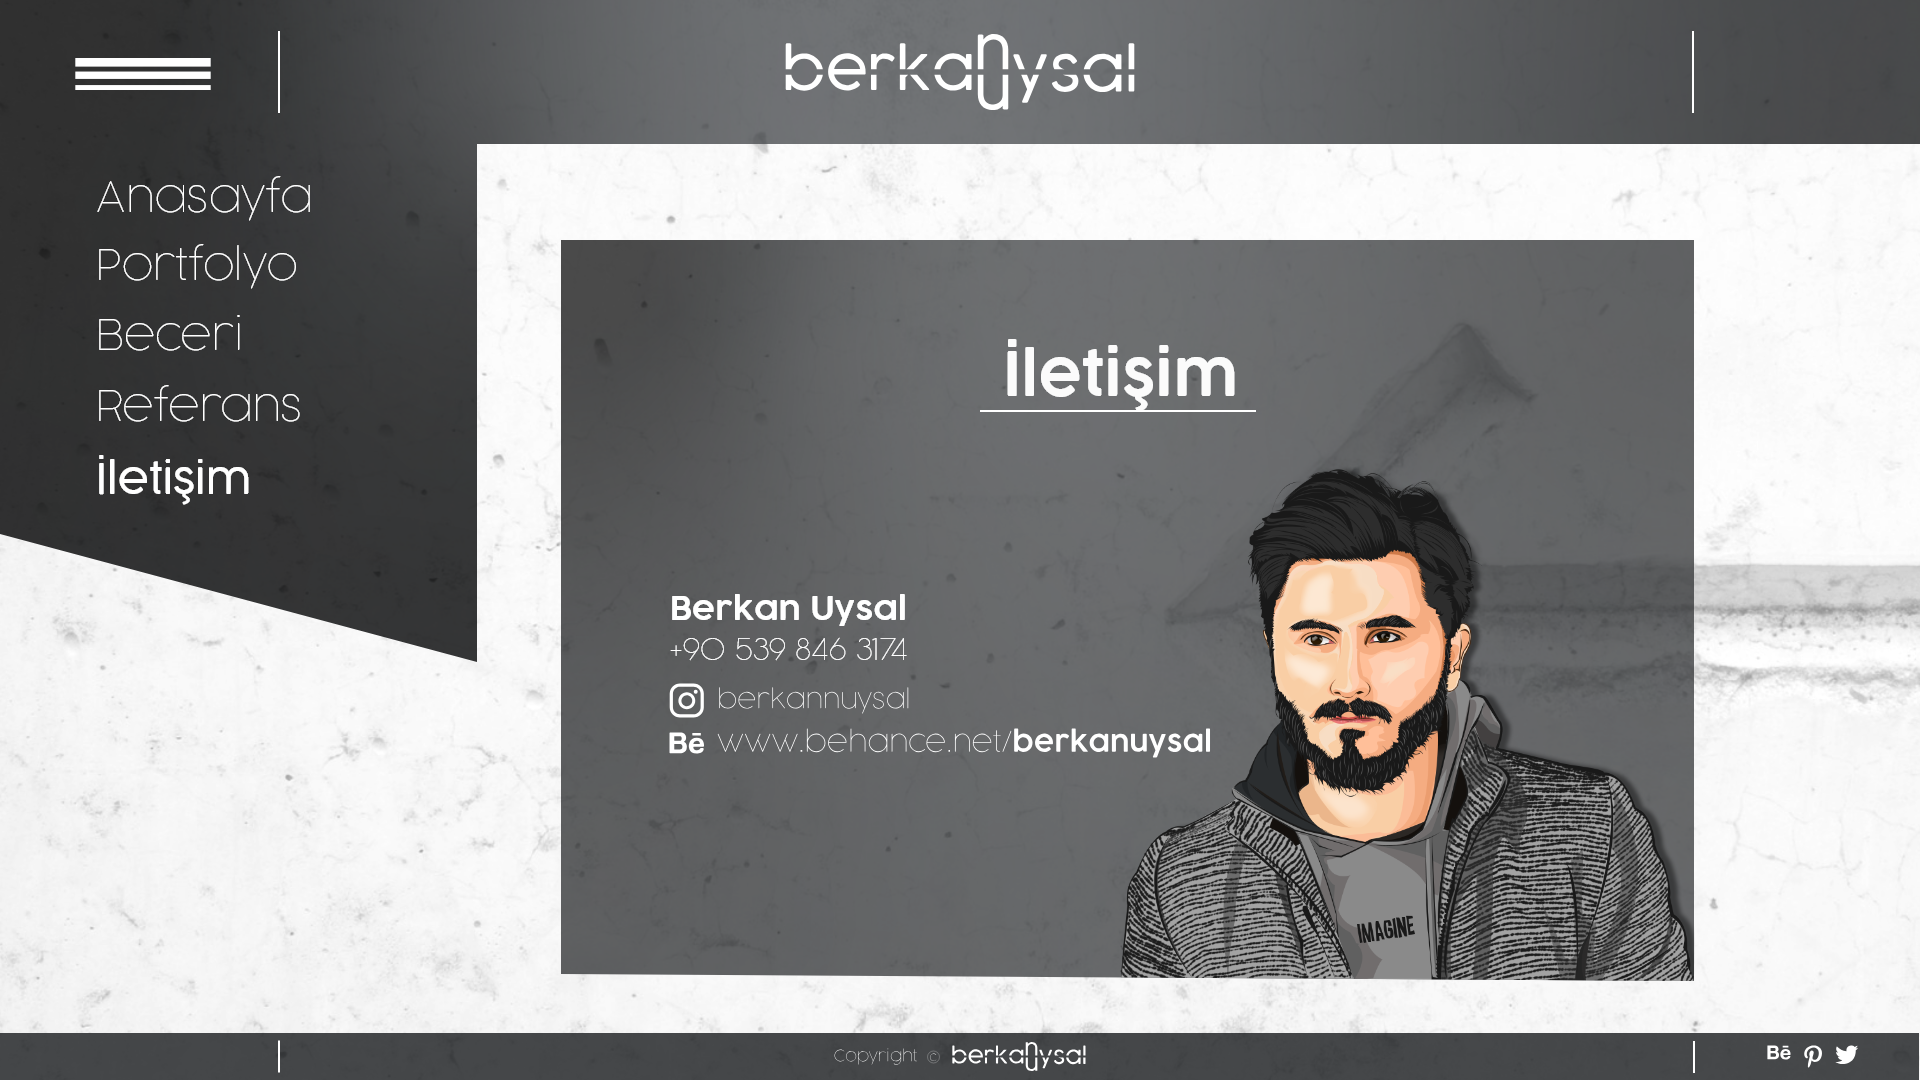 berkanuysal
Anasayfa
Portfolyo
Beceri
Referans
İletişim
İletişim
Berkan Uysal
+90 539 846 3174
berkannuysal
Bē www.behance.net/berkanuysal
IMAGINE
Copyright © berkanuysal
Bē